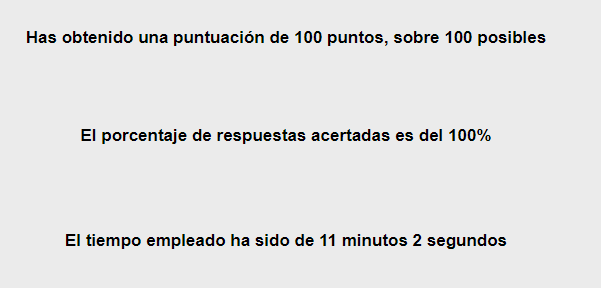 Has obtenido una puntuación de 100 puntos, sobre 100 posibles
El porcentaje de respuestas acertadas es del 100%
El tiempo empleado ha sido de 11 minutos 2 segundos